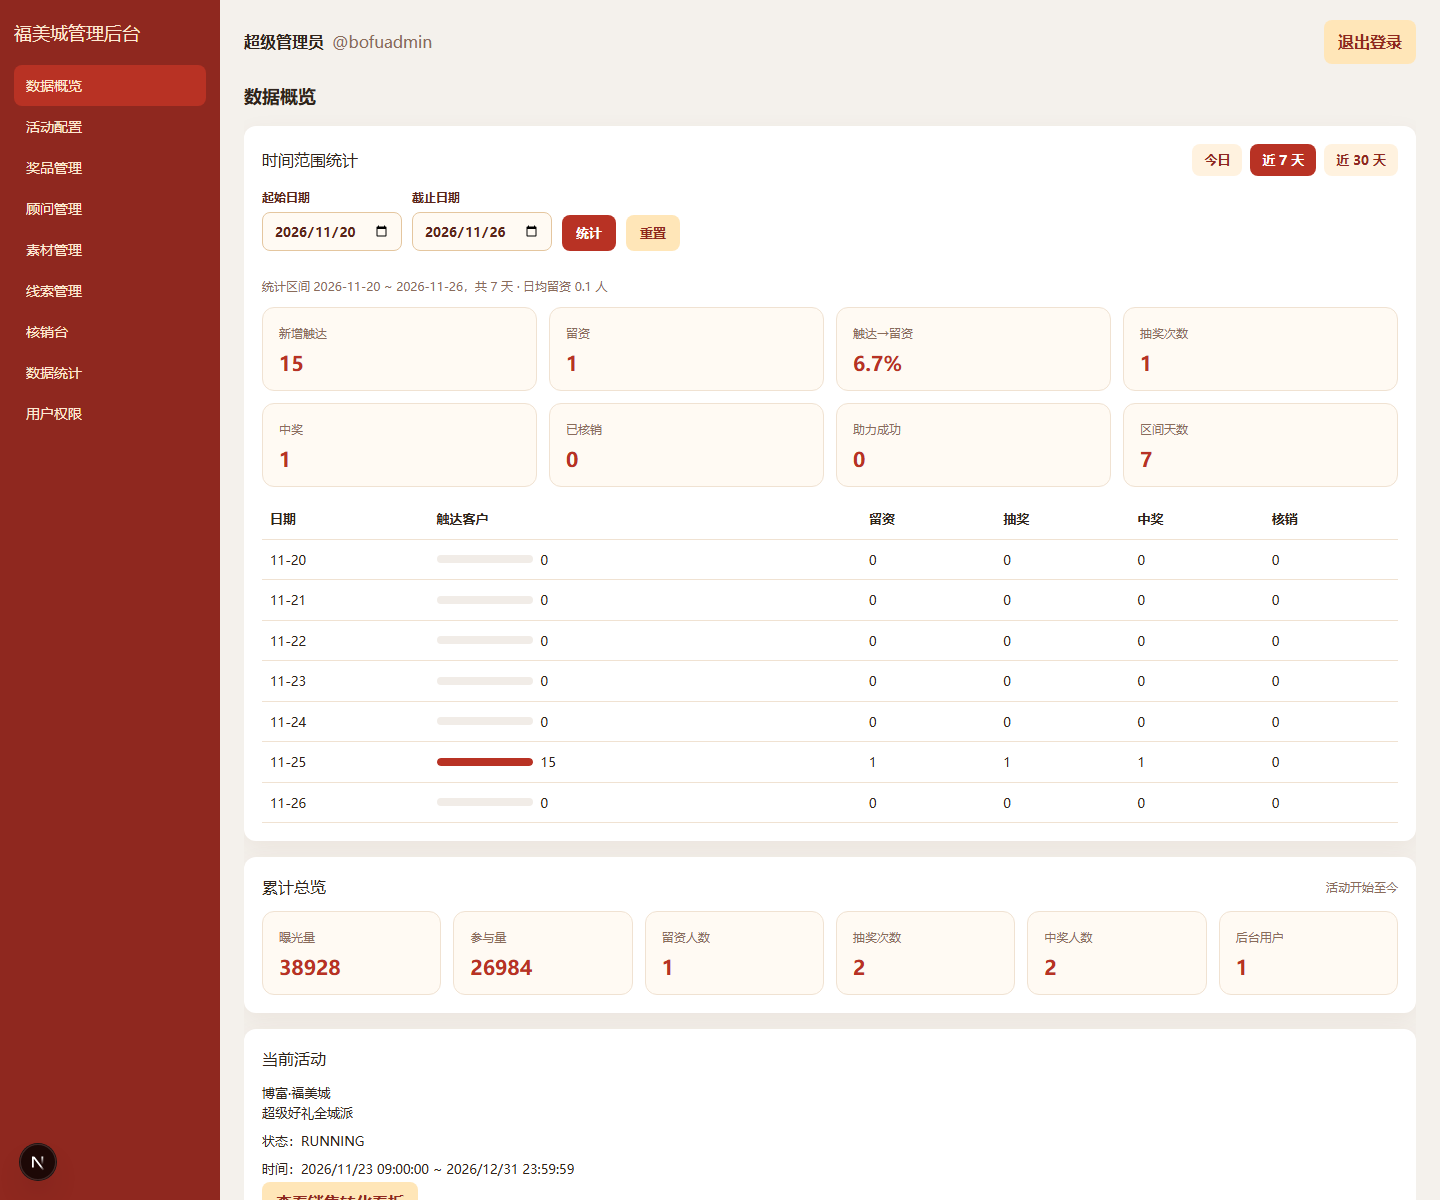 福美城管理后台
数据概览
活动配置
奖品管理
顾问管理
素材管理
线索管理
核销台
数据统计
用户权限
超级管理员 @bofuadmin
退出登录
数据概览
时间范围统计
今日 近 7 天 近 30 天
起始日期 截止日期
2026/11/20 2026/11/26 统计 重置
统计区间 2026-11-20 ~ 2026-11-26，共 7 天 · 日均留资 0.1 人
新增触达 留资 触达→留资 抽奖次数
15 1 6.7% 1
中奖 已核销 助力成功 区间天数
1 0 0 7
日期 触达客户 留资 抽奖 中奖 核销
11-20 0 0 0 0 0
11-21 0 0 0 0 0
11-22 0 0 0 0 0
11-23 0 0 0 0 0
11-24 0 0 0 0 0
11-25 15 1 1 1 0
11-26 0 0 0 0 0
累计总览 活动开始至今
曝光量 参与量 留资人数 抽奖次数 中奖人数 后台用户
38928 26984 1 2 2 1
当前活动
博富·福美城
超级好礼全城派
状态：RUNNING
时间：2026/11/23 09:00:00 ~ 2026/12/31 23:59:59
查看销售转化看板
N